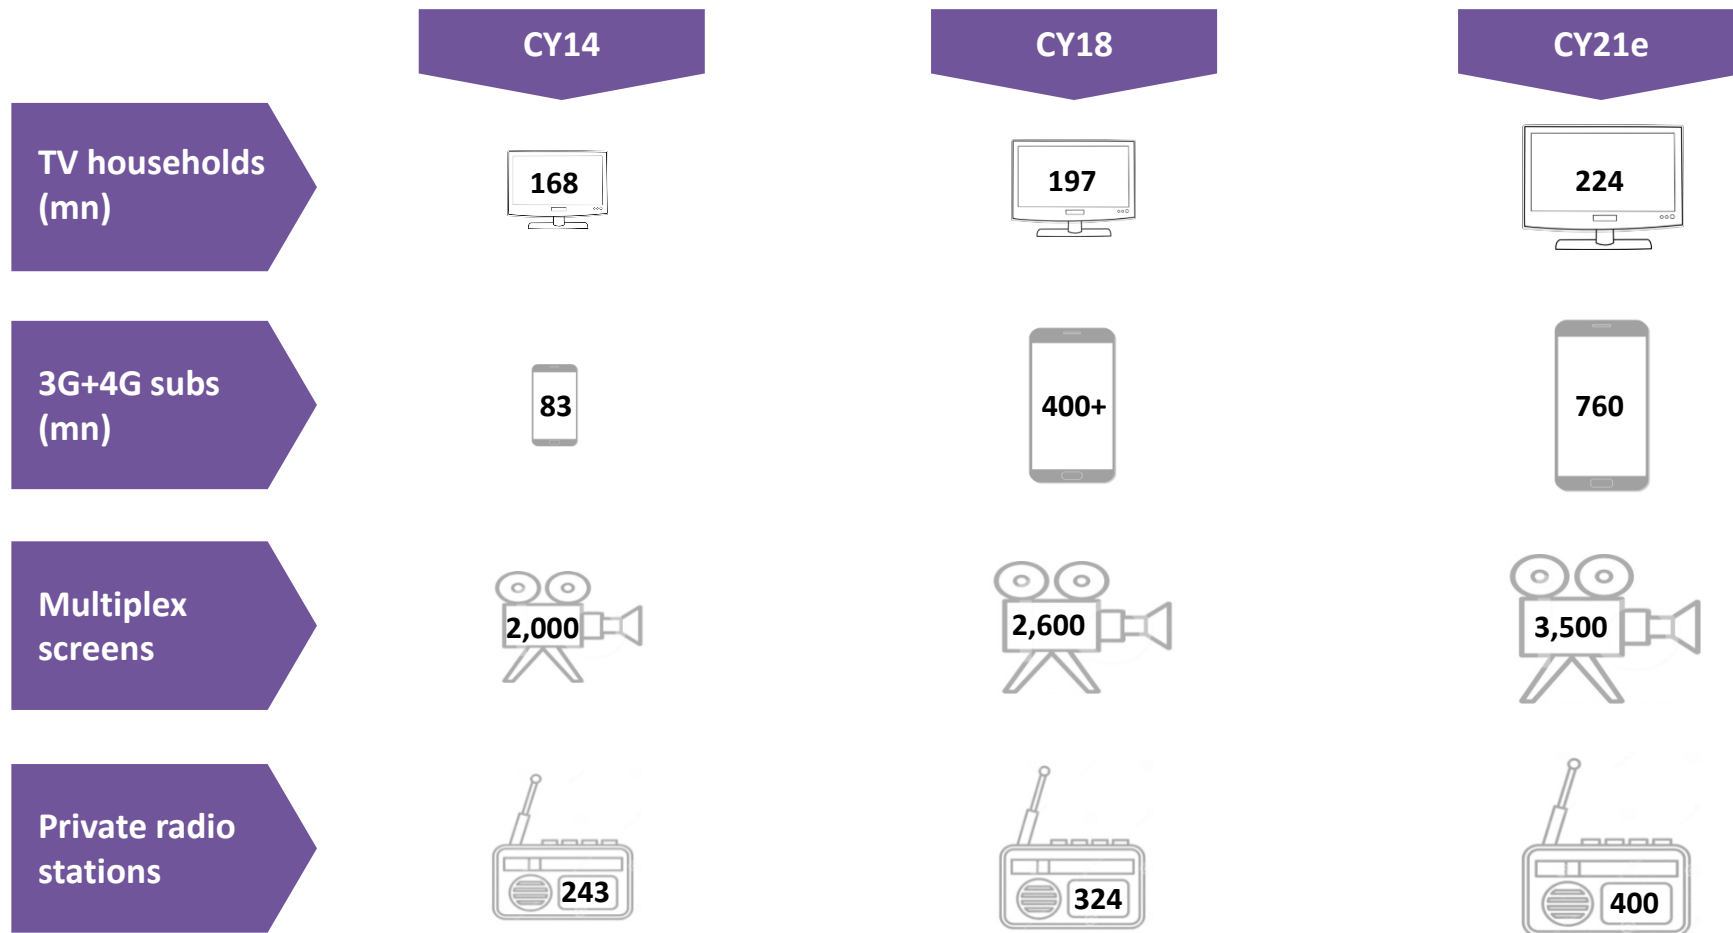 CY14
CY18
CY21e
TV households
(mn)
168
197
224
3G+4G subs
(mn)
83
400+
760
Multiplex
screens
2,000
2,600
3,500
Private radio
stations
243
324
400